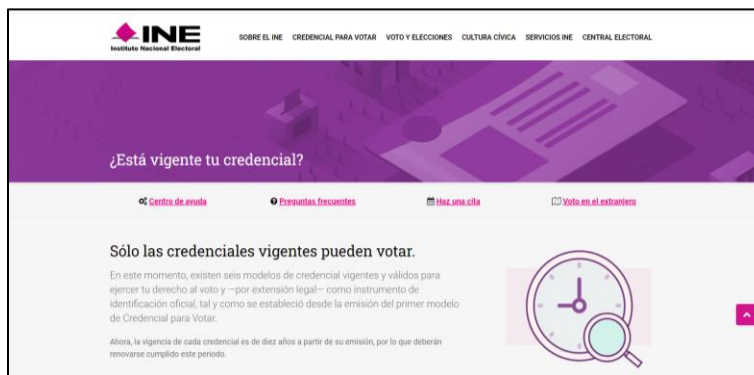 INE
Instituto Nacional Electoral
SOBRE EL INE CREDENCIAL PARA VOTAR VOTO Y ELECCIONES CULTURA CÍVICA SERVICIOS INE CENTRAL ELECTORAL
¿Está vigente tu credencial?
Centro de ayuda Preguntas frecuentes Haz una cita Voto en el extranjero
Sólo las credenciales vigentes pueden votar.
En este momento, existen seis modelos de credencial vigentes y válidos para
ejercer tu derecho al voto y —por extensión legal— como instrumento de
identificación oficial, tal y como se estableció desde la emisión del primer modelo
de Credencial para Votar.
Ahora, la vigencia de cada credencial es de diez años a partir de su emisión, por lo que deberán
renovarse cumplido este periodo.